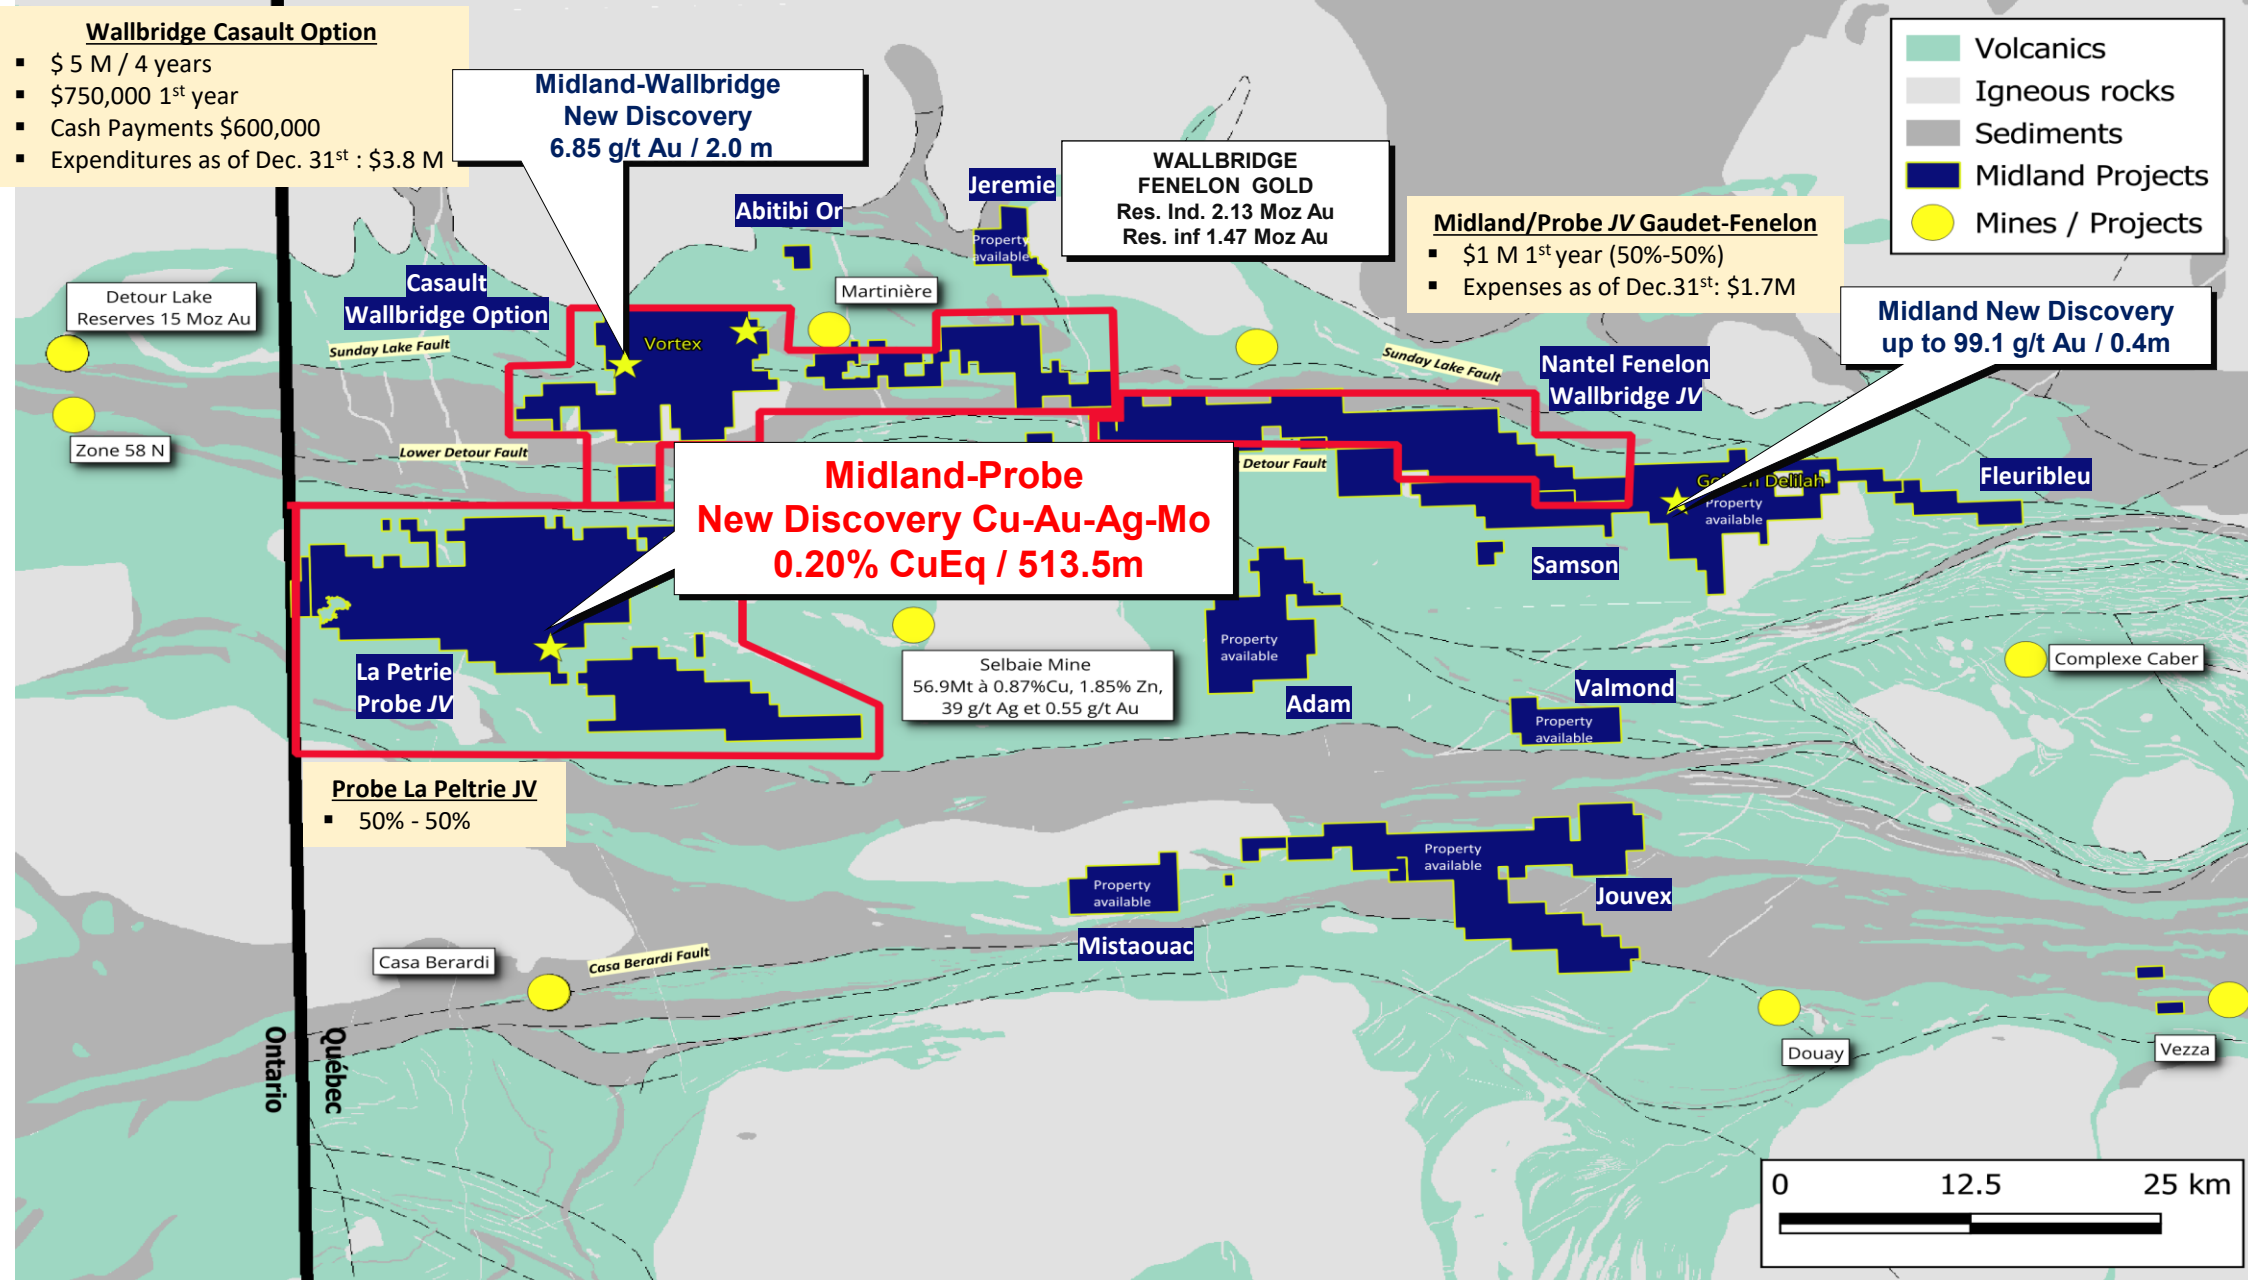 Wallbridge Casault Option
▪ $ 5 M / 4 years
▪ $750,000 1st year
▪ Cash Payments $600,000
▪ Expenditures as of Dec. 31st : $3.8 M
Midland-Wallbridge
New Discovery
6.85 g/t Au / 2.0 m
Volcanics
Igneous rocks
Sediments
Midland Projects
Mines / Projects
Jeremie
Property
available
Abitibi Or
WALLBRIDGE
FENELON GOLD
Res. Ind. 2.13 Moz Au
Res. inf 1.47 Moz Au
Midland/Probe JV Gaudet-Fenelon
▪ $1 M 1st year (50%-50%)
▪ Expenses as of Dec.31st: $1.7M
Detour Lake
Reserves 15 Moz Au
Casault
Wallbridge Option
Martinière
Midland New Discovery
up to 99.1 g/t Au / 0.4m
Sunday Lake Fault
Vortex
Sunday Lake Fault
Nantel Fenelon
Wallbridge JV
Zone 58 N
Lower Detour Fault
Detour Fault
Midland-Probe
New Discovery Cu-Au-Ag-Mo
0.20% CuEq / 513.5m
Golden Delilah
Property
available
Fleuribleu
Samson
Property
available
Adam
Selbaie Mine
56.9Mt à 0.87%Cu, 1.85% Zn,
39 g/t Ag et 0.55 g/t Au
Complexe Caber
La Petrie
Probe JV
Valmond
Property
available
Probe La Peltrie JV
▪ 50% - 50%
Property
available
Jouvex
Property
available
Mistaouac
Casa Berardi
Casa Berardi Fault
Ontario
Québec
Douay
Vezza
0 12.5 25 km